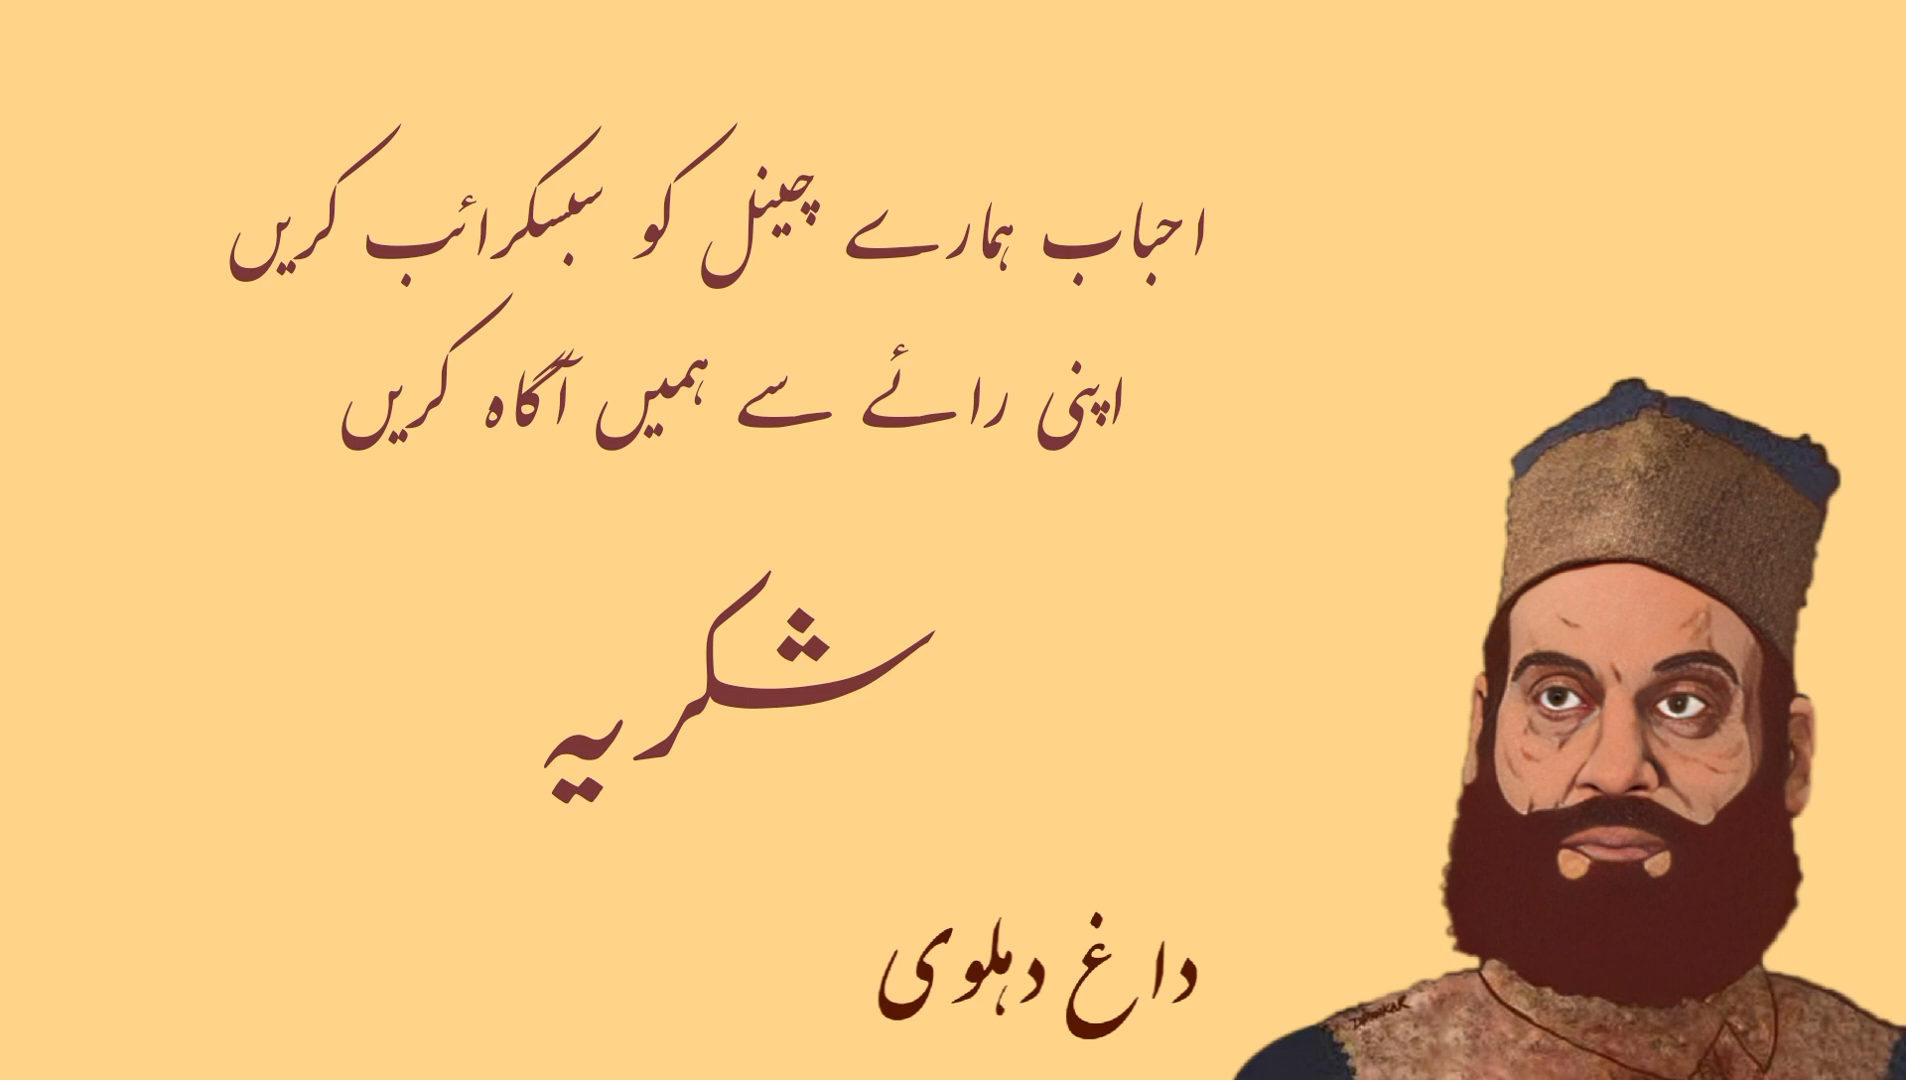 احباب ہمارے چینل کو سبسکرائب کریں
اپنی رائے سے ہمیں آگاہ کریں
شکریہ
داغ دہلوی